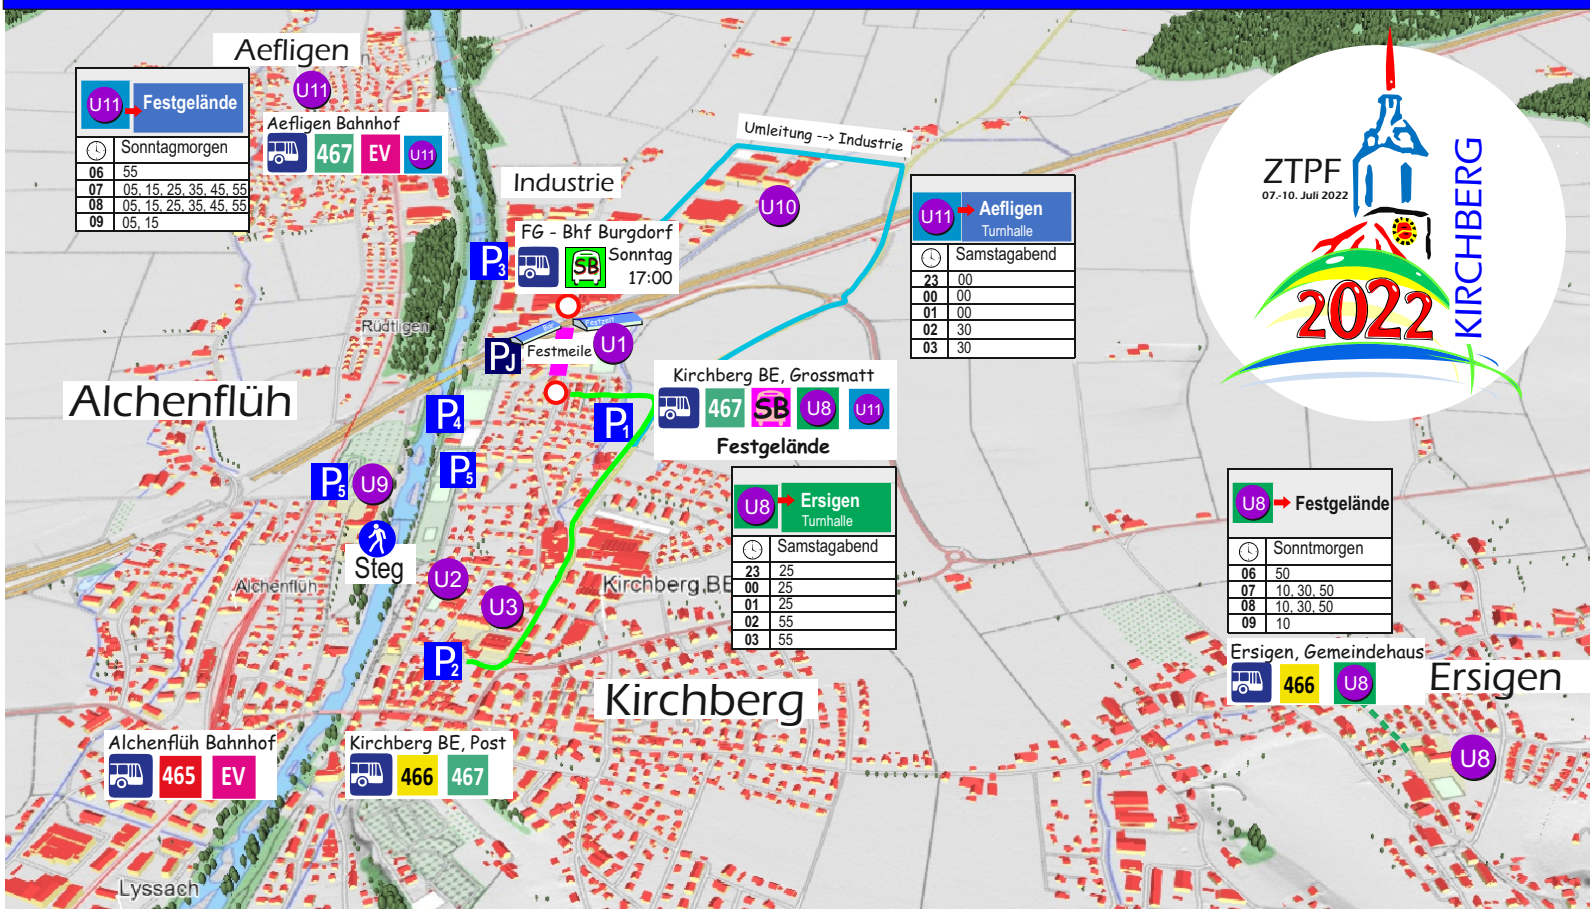 Aefligen
U11
U11 Festgelände
Sonntagmorgen
06 55
07 05, 15, 25, 35, 45, 55
08 05, 15, 25, 35, 45, 55
09 05, 15
Aefligen Bahnhof
467 EV U11
Umleitung --> Industrie
Industrie
U10
FG - Bhf Burgdorf
SB Sonntag
17:00
P3
U11 Aefligen
Turnhalle
Samstagabend
23 00
00 00
01 00
02 30
03 30
ZTPF
07.-10. Juli 2022
KIRCHBERG
2022
Rüdtligen
Festzelt
PJ Festmeile U1
Alchenflüh
P4
P1
Kirchberg BE, Grossmatt
467 SB U8 U11
Festgelände
P5 U9
P5
Steg
Alchenflüh
U2
U3
Kirchberg BE
U8 Ersigen
Turnhalle
Samstagabend
23 25
00 25
01 25
02 55
03 55
U8 Festgelände
Sonntmorgen
06 50
07 10, 30, 50
08 10, 30, 50
09 10
P2
Kirchberg
Ersigen, Gemeindehaus
466 U8
Ersigen
U8
Alchenflüh Bahnhof
465 EV
Kirchberg BE, Post
466 467
Lyssach